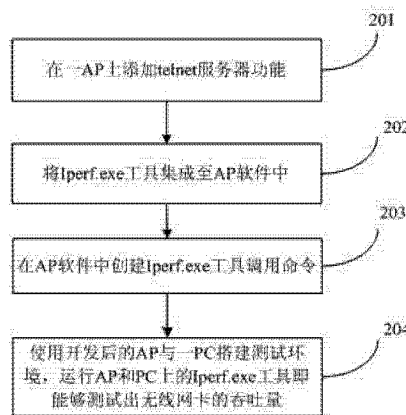 201
在一AP上添加telnet服务器功能
202
将Iperf.exe工具集成至AP软件中
203
在AP软件中创建Iperf.exe工具调用命令
204
使用开发后的AP与一PC搭建测试环
境，运行AP和PC上的Iperf.exe工具即
能够测试出无线网卡的吞吐量